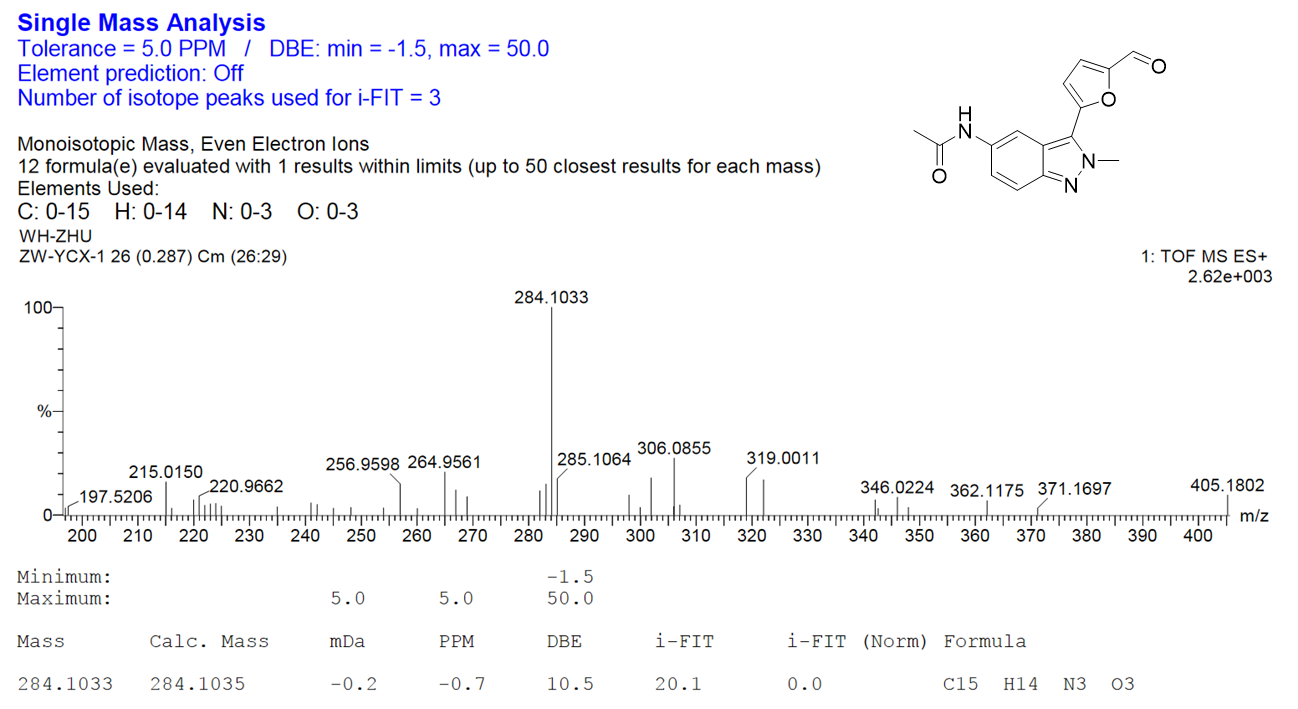 Single Mass Analysis
Tolerance = 5.0 PPM / DBE: min = -1.5, max = 50.0
Element prediction: Off
Number of isotope peaks used for i-FIT = 3
Monoisotopic Mass, Even Electron Ions
12 formula(e) evaluated with 1 results within limits (up to 50 closest results for each mass)
Elements Used:
C: 0-15 H: 0-14 N: 0-3 O: 0-3
WH-ZHU
ZW-YCX-1 26 (0.287) Cm (26:29)
O
O
H
N
O
N
N
1: TOF MS ES+
2.62e+003
100
%
0
197.5206
215.0150
220.9662
256.9598
264.9561
284.1033
285.1064
306.0855
319.0011
346.0224
362.1175
371.1697
405.1802
m/z
200 210 220 230 240 250 260 270 280 290 300 310 320 330 340 350 360 370 380 390 400
Minimum: -1.5
Maximum: 5.0 5.0 50.0
Mass Calc. Mass mDa PPM DBE i-FIT i-FIT (Norm) Formula
284.1033 284.1035 -0.2 -0.7 10.5 20.1 0.0 C15 H14 N3 O3